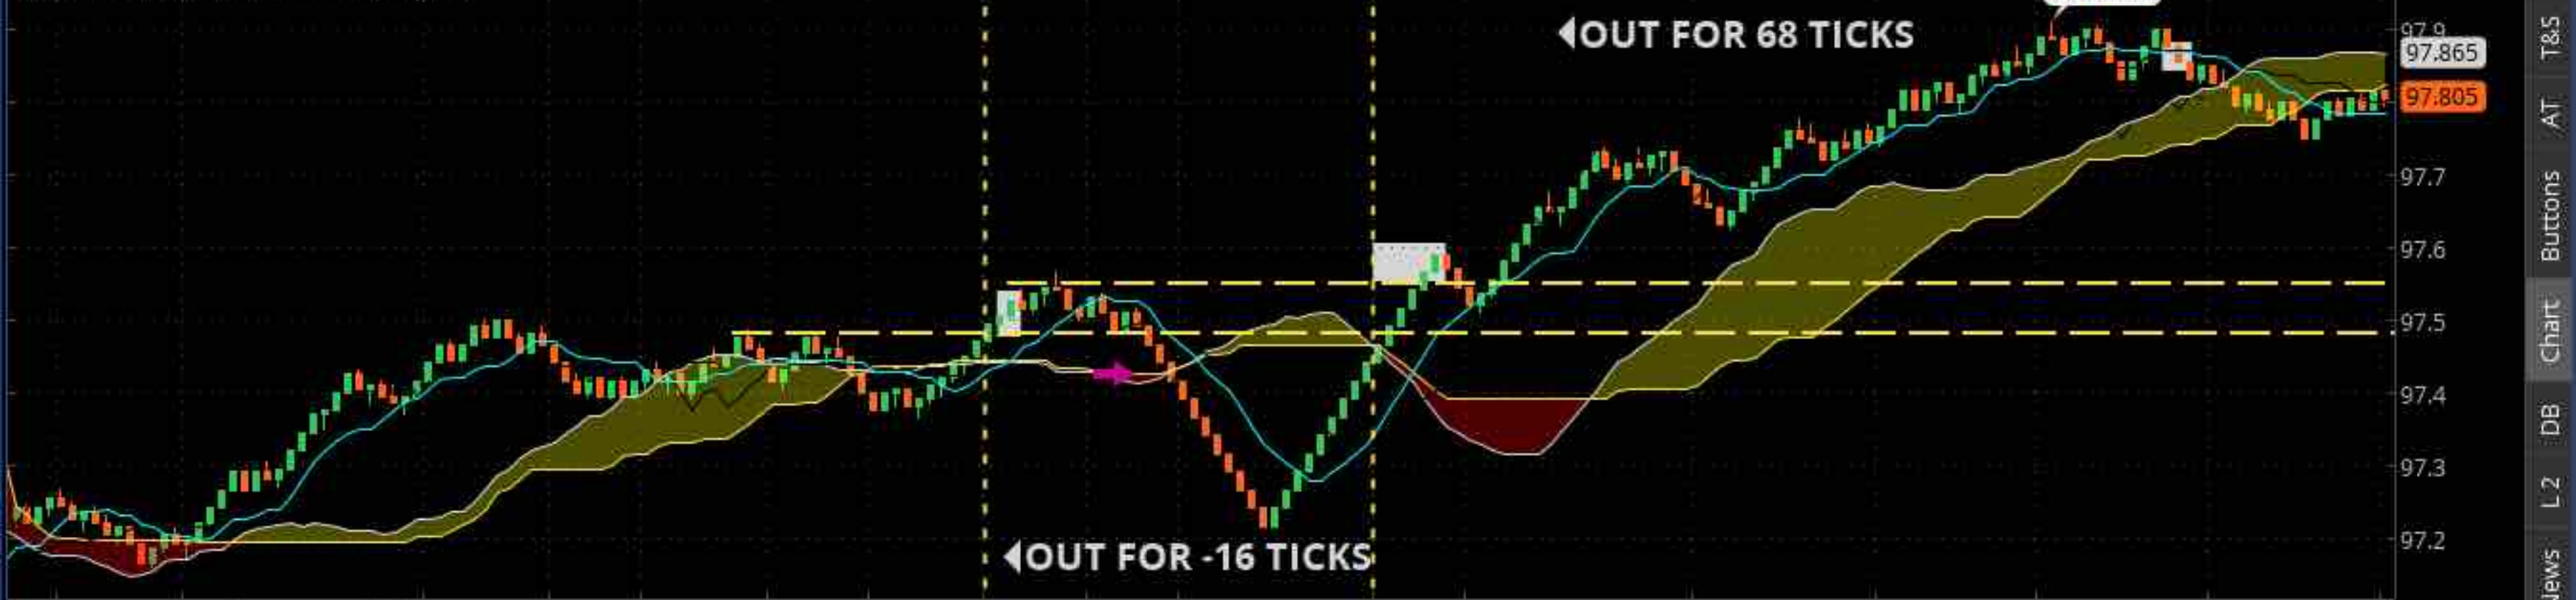 ◀OUT FOR 68 TICKS
◀OUT FOR -16 TICKS
97.9
97.865
97.805
97.7
97.6
97.5
97.4
97.3
97.2
T&S
AT
Buttons
Chart
DB
L2